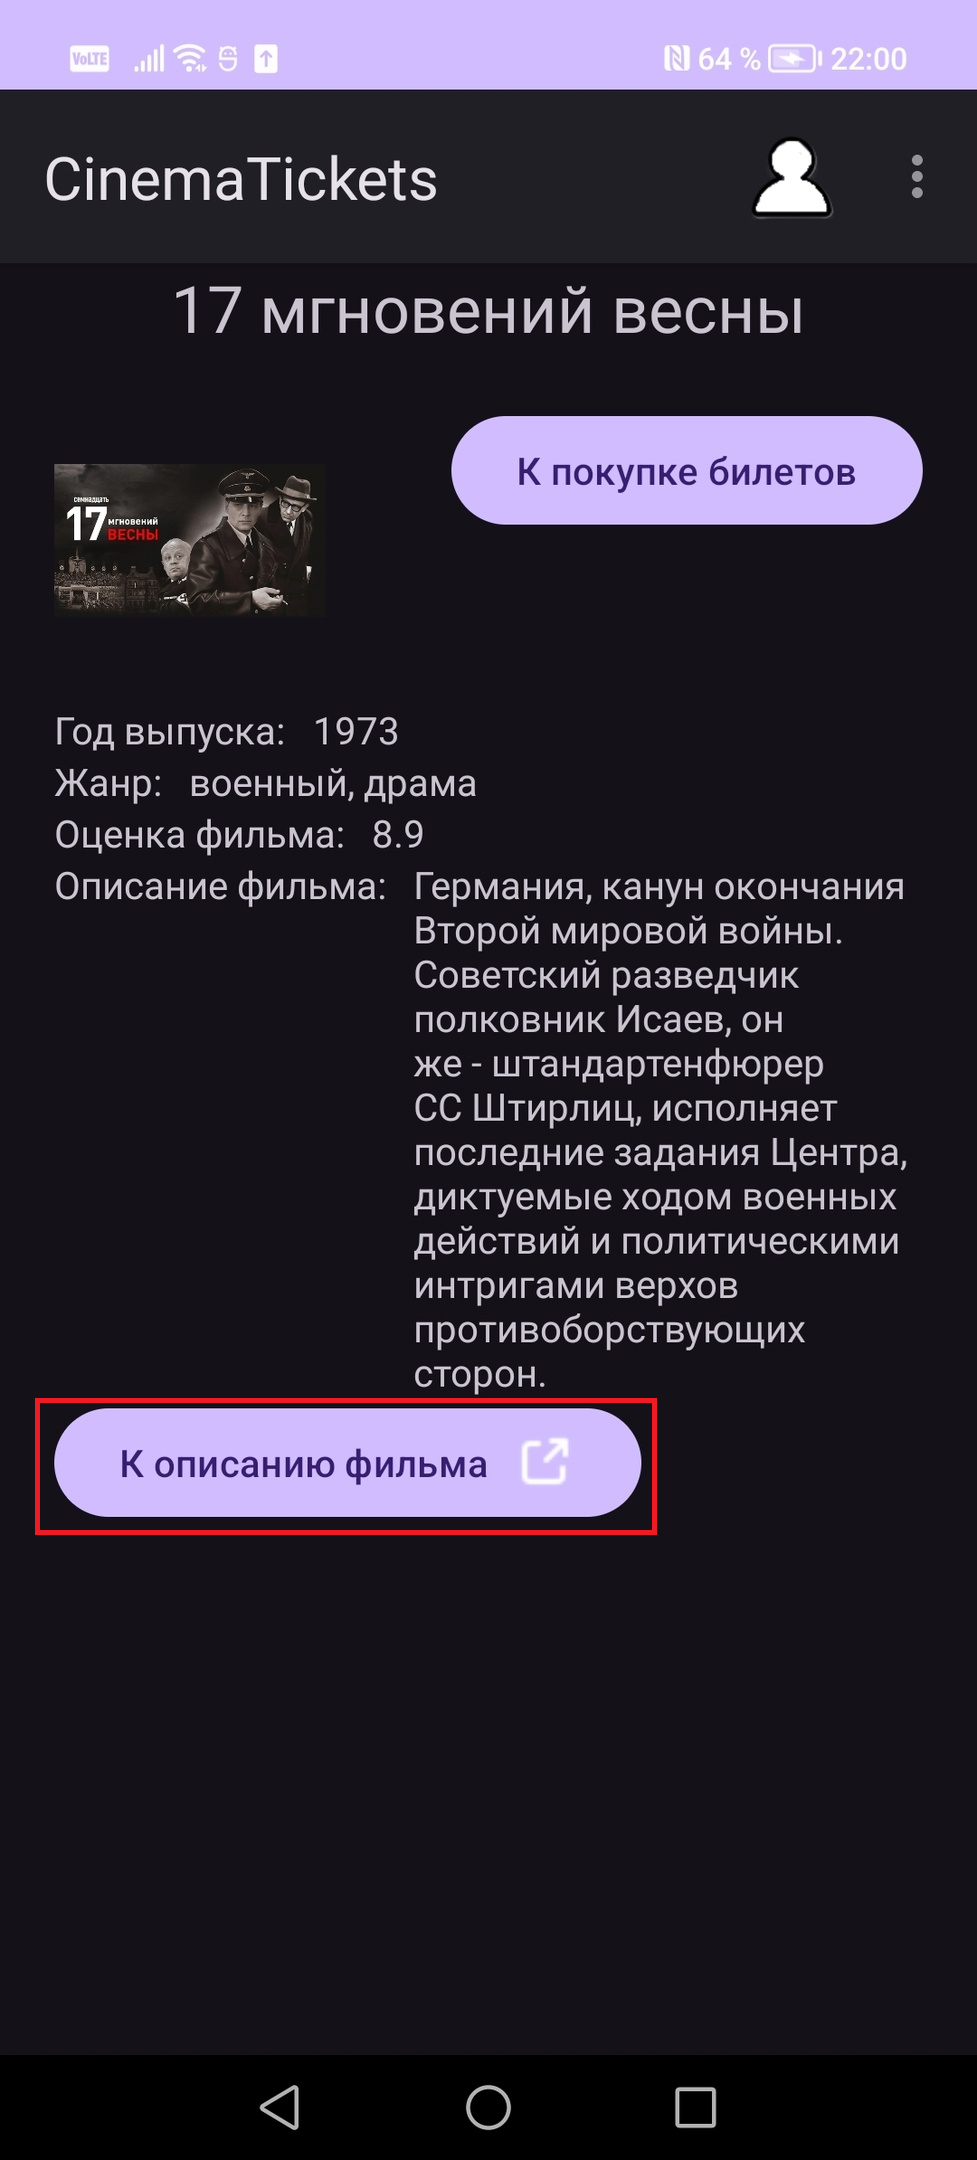 VoLTE 64 % 22:00
CinemaTickets
17 мгновений весны
К покупке билетов
семнадцать
17 мгновений
ВЕСНЫ
Год выпуска: 1973
Жанр: военный, драма
Оценка фильма: 8.9
Описание фильма: Германия, канун окончания
Второй мировой войны.
Советский разведчик
полковник Исаев, он
же - штандартенфюрер
СС Штирлиц, исполняет
последние задания Центра,
диктуемые ходом военных
действий и политическими
интригами верхов
противоборствующих
сторон.
К описанию фильма